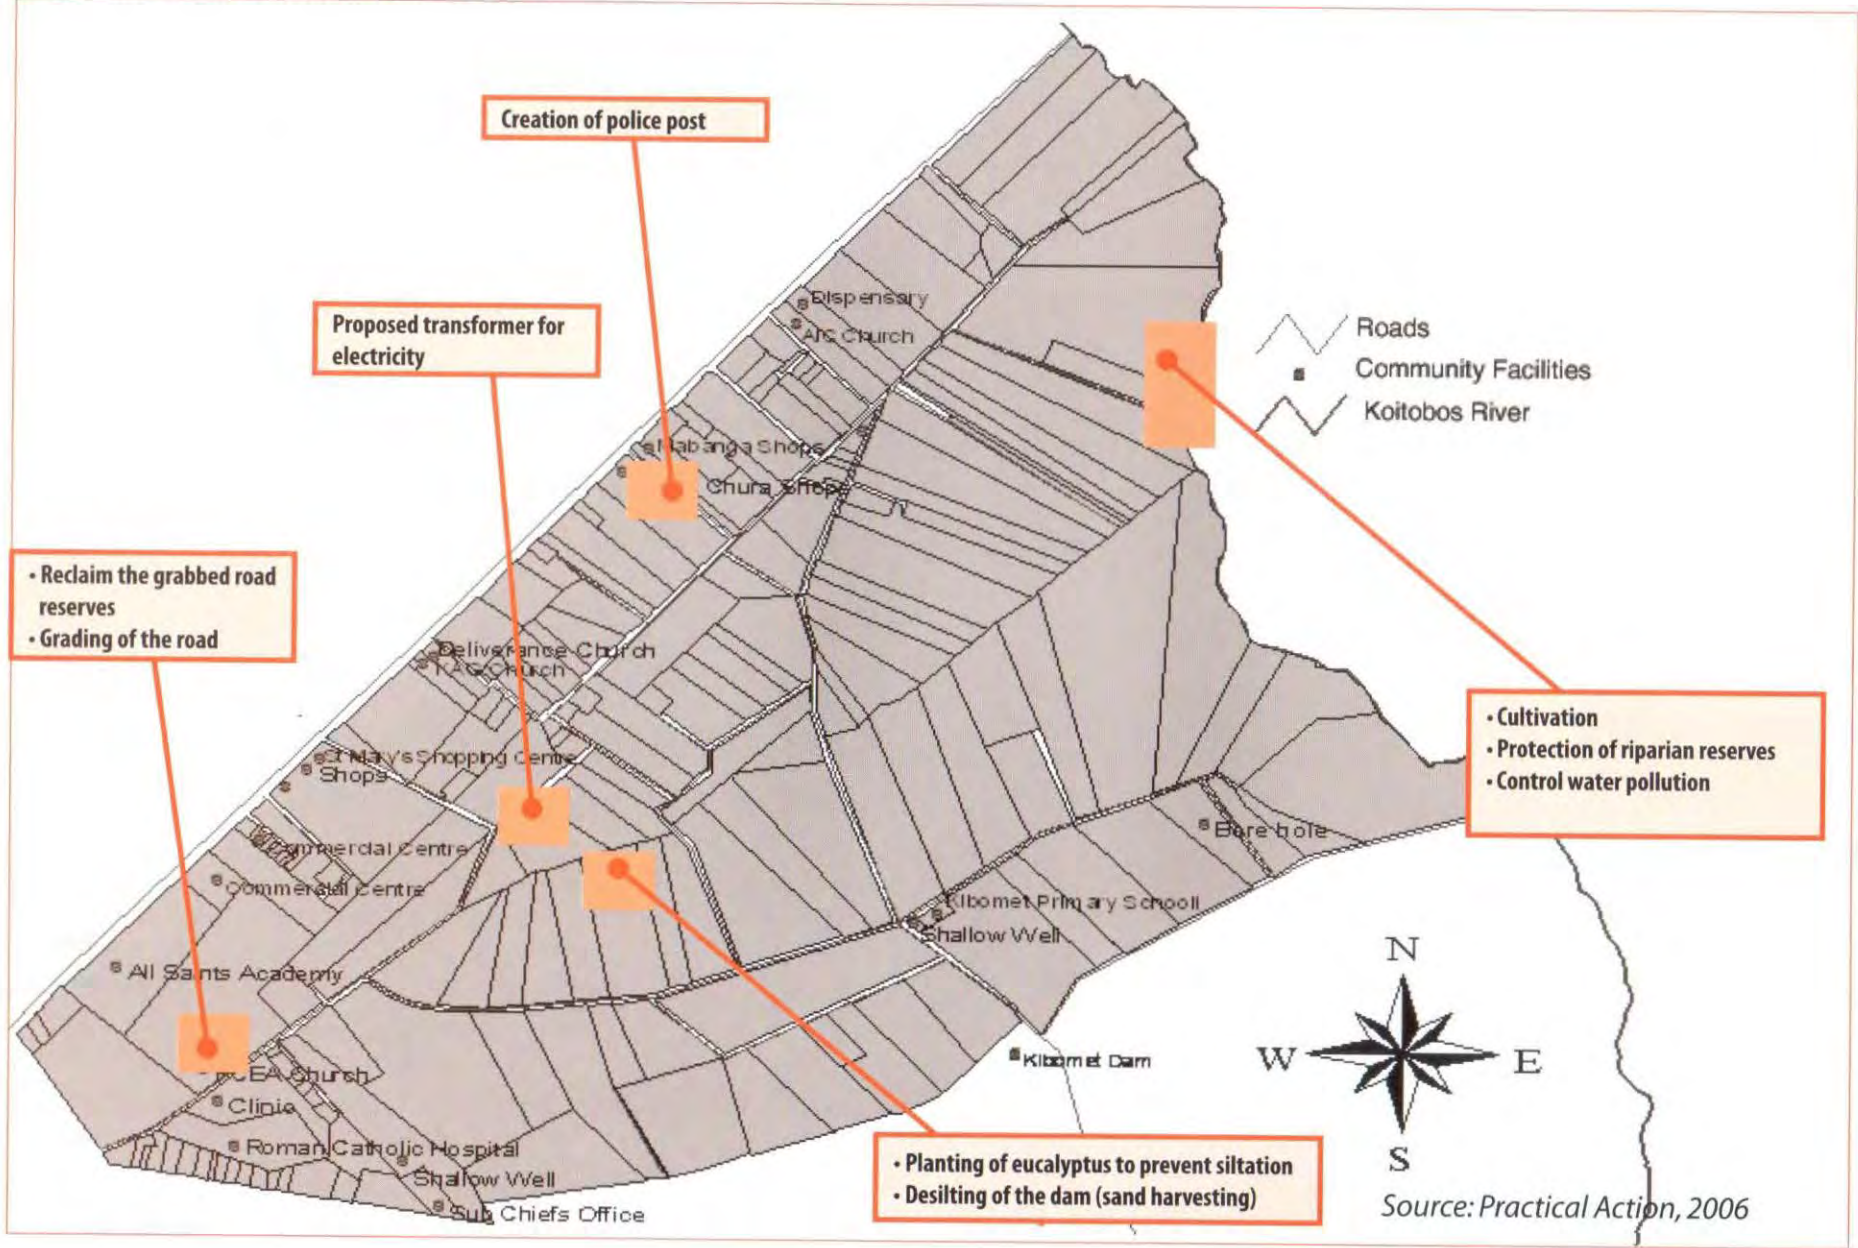 Creation of police post
Proposed transformer for
electricity
• Reclaim the grabbed road
reserves
• Grading of the road
Dispensary
AIC Church
Mabanga Shops
Chura Shops
Deliverance Church
KAG Church
St Mary's Shopping Centre
Shops
Commercial Centre
Commercial Centre
All Saints Academy
PCEA Church
Clinic
Roman Catholic Hospital
Shallow Well
Sub Chiefs Office
Bore hole
Kibomet Primary Schooll
Shallow Well
Kibomet Dam
Roads
Community Facilities
Koitobos River
• Cultivation
• Protection of riparian reserves
• Control water pollution
N
W
E
S
• Planting of eucalyptus to prevent siltation
• Desilting of the dam (sand harvesting)
Source: Practical Action, 2006